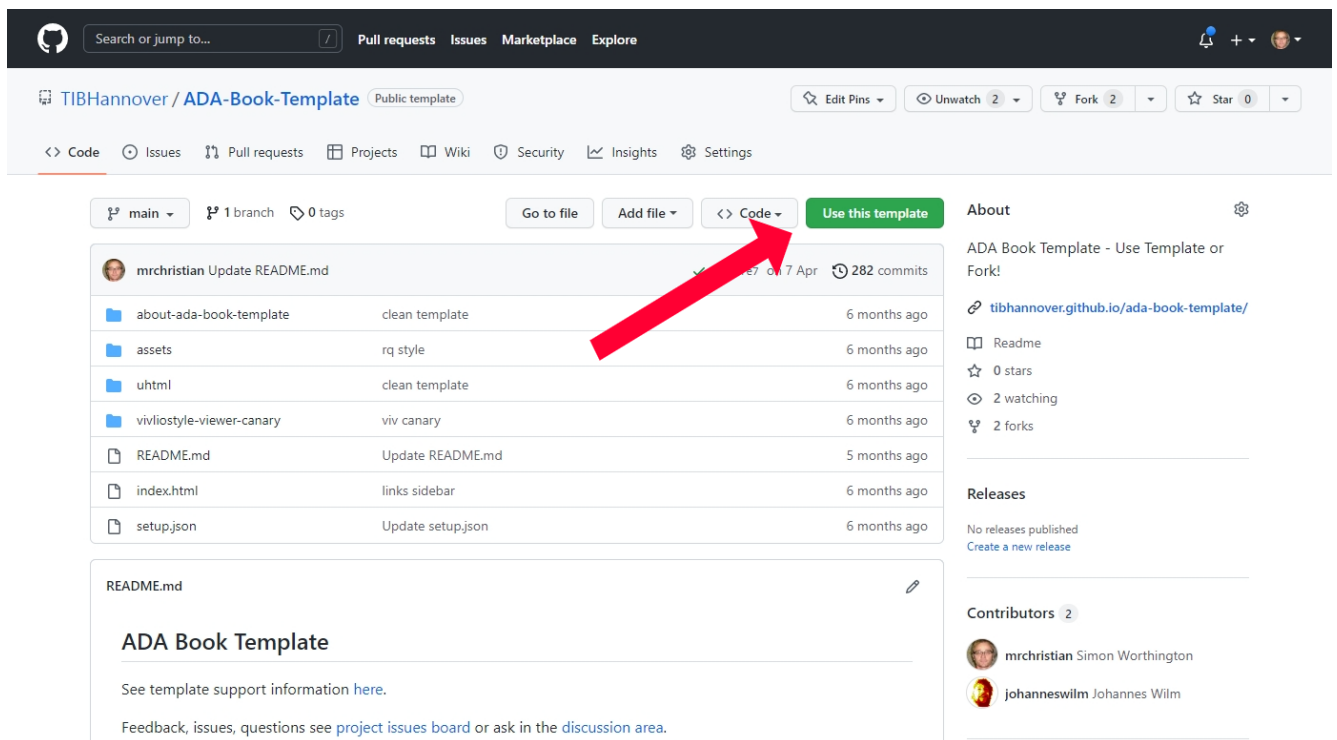 Search or jump to... /
Pull requests Issues Marketplace Explore
TIBHannover / ADA-Book-Template Public template
Edit Pins Unwatch 2 Fork 2 Star 0
Code Issues Pull requests Projects Wiki Security Insights Settings
main 1 branch 0 tags
Go to file Add file Code Use this template
mrchristian Update README.md on 7 Apr 282 commits
about-ada-book-template clean template 6 months ago
assets rq style 6 months ago
uhtml clean template 6 months ago
vivliostyle-viewer-canary viv canary 6 months ago
README.md Update README.md 5 months ago
index.html links sidebar 6 months ago
setup.json Update setup.json 6 months ago
README.md
ADA Book Template
See template support information here.
Feedback, issues, questions see project issues board or ask in the discussion area.
About
ADA Book Template - Use Template or
Fork!
tibhannover.github.io/ada-book-template/
Readme
0 stars
2 watching
2 forks
Releases
No releases published
Create a new release
Contributors 2
mrchristian Simon Worthington
johanneswilm Johannes Wilm